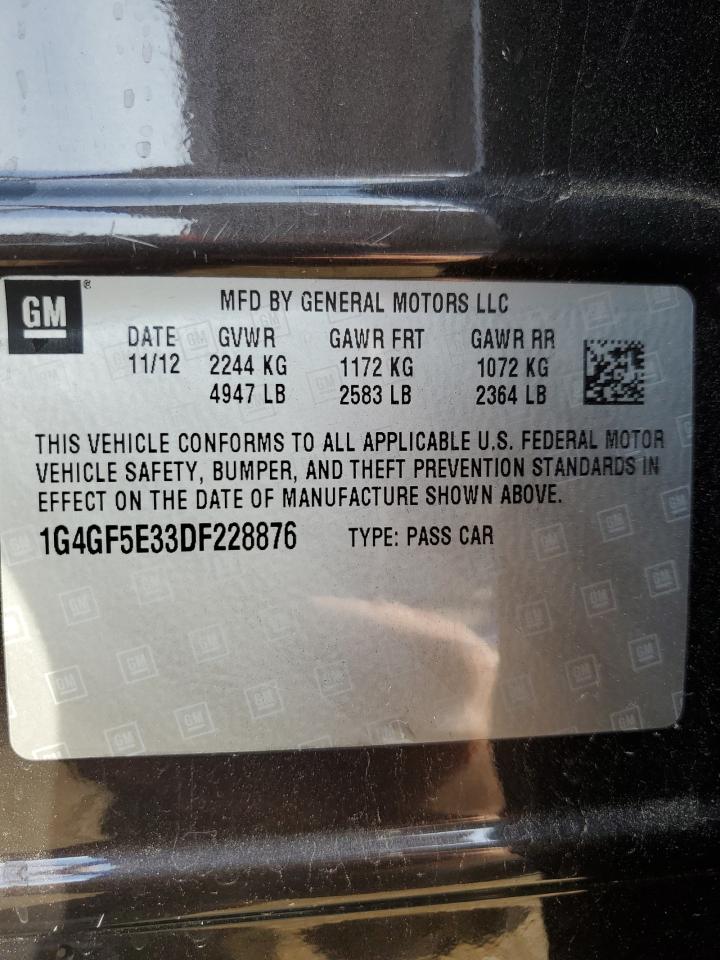 GM ®
MFD BY GENERAL MOTORS LLC
DATE GVWR GAWR FRT GAWR RR
11/12 2244 KG 1172 KG 1072 KG
4947 LB 2583 LB 2364 LB
THIS VEHICLE CONFORMS TO ALL APPLICABLE U.S. FEDERAL MOTOR
VEHICLE SAFETY, BUMPER, AND THEFT PREVENTION STANDARDS IN
EFFECT ON THE DATE OF MANUFACTURE SHOWN ABOVE.
1G4GF5E33DF228876 TYPE: PASS CAR